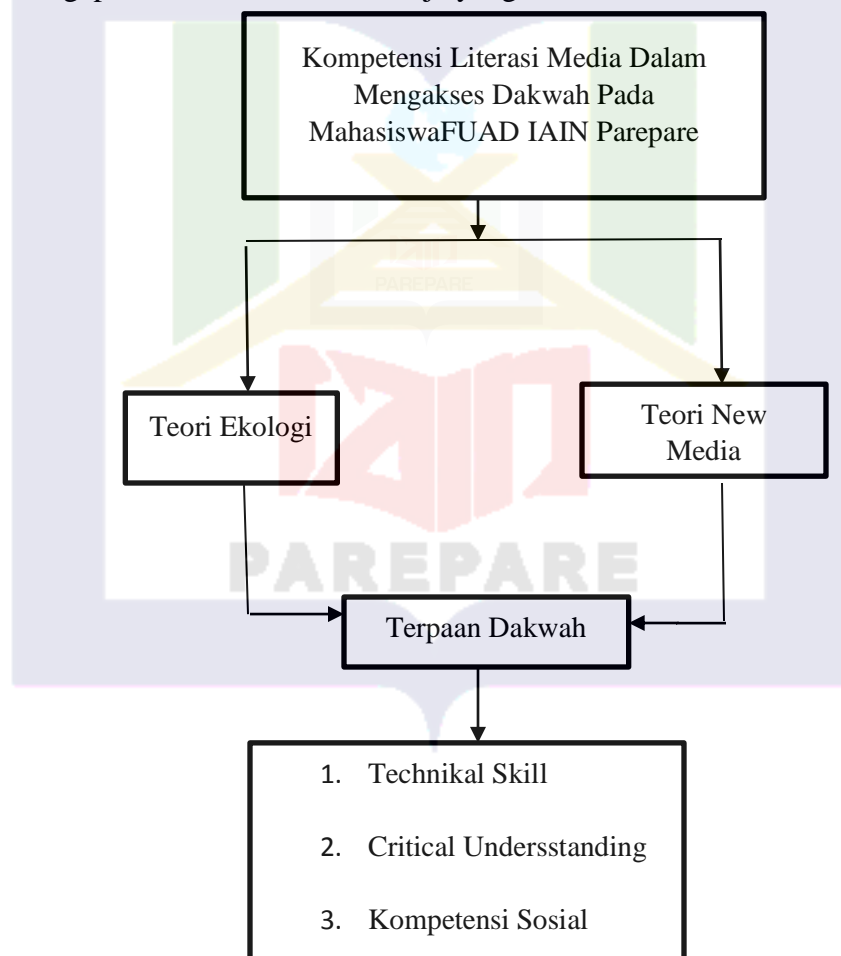 Kompetensi Literasi Media Dalam
Mengakses Dakwah Pada
MahasiswaFUAD IAIN Parepare
PAREPARE
Teori Ekologi
Teori New
Media
PAREPARE
Terpaan Dakwah
1. Technikal Skill
2. Critical Undersstanding
3. Kompetensi Sosial